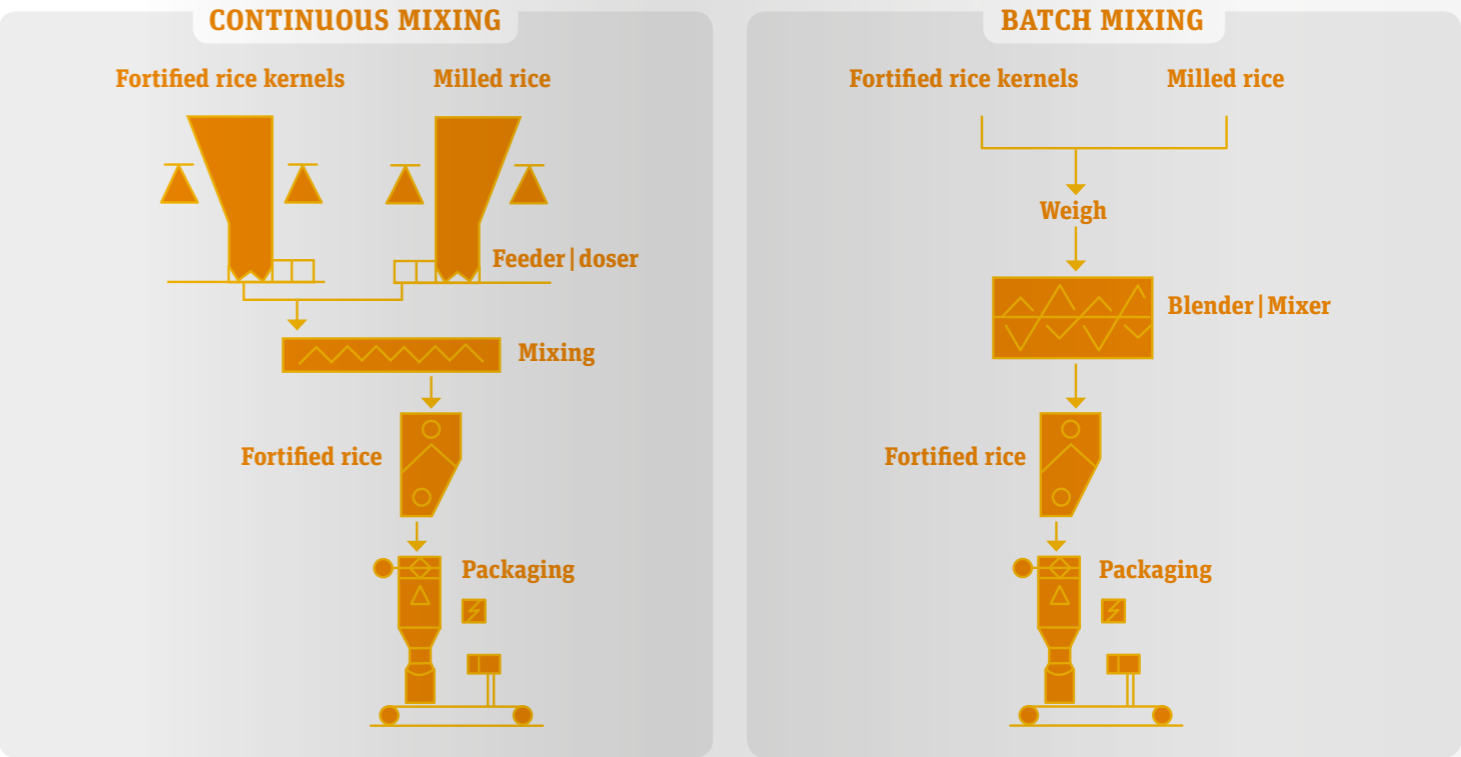 CONTINUOUS MIXING
Fortified rice kernels
Milled rice
Feeder|doser
Mixing
Fortified rice
Packaging
BATCH MIXING
Fortified rice kernels
Milled rice
Weigh
Blender|Mixer
Fortified rice
Packaging